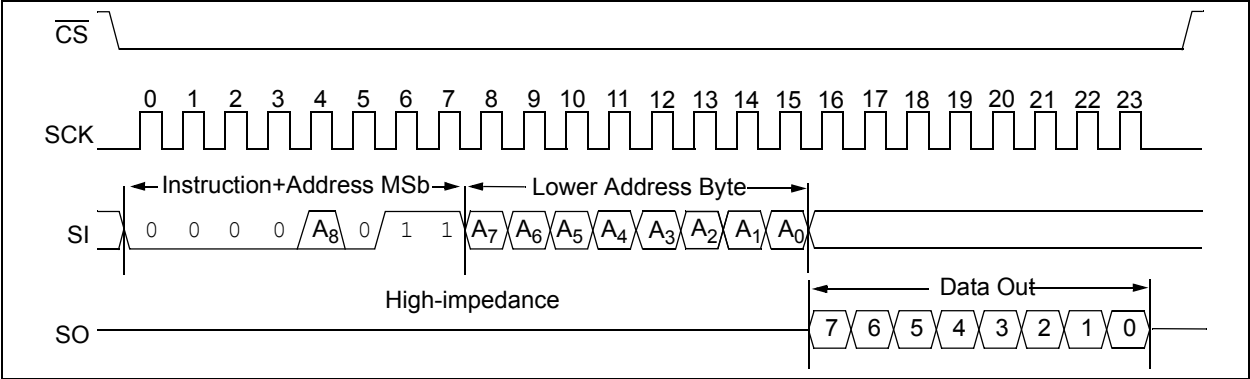 CS
0 1 2 3 4 5 6 7 8 9 10 11 12 13 14 15 16 17 18 19 20 21 22 23
SCK
Instruction+Address MSb Lower Address Byte
SI 0 0 0 0 A8 0 1 1 A7 A6 A5 A4 A3 A2 A1 A0
Data Out
High-impedance
SO 7 6 5 4 3 2 1 0